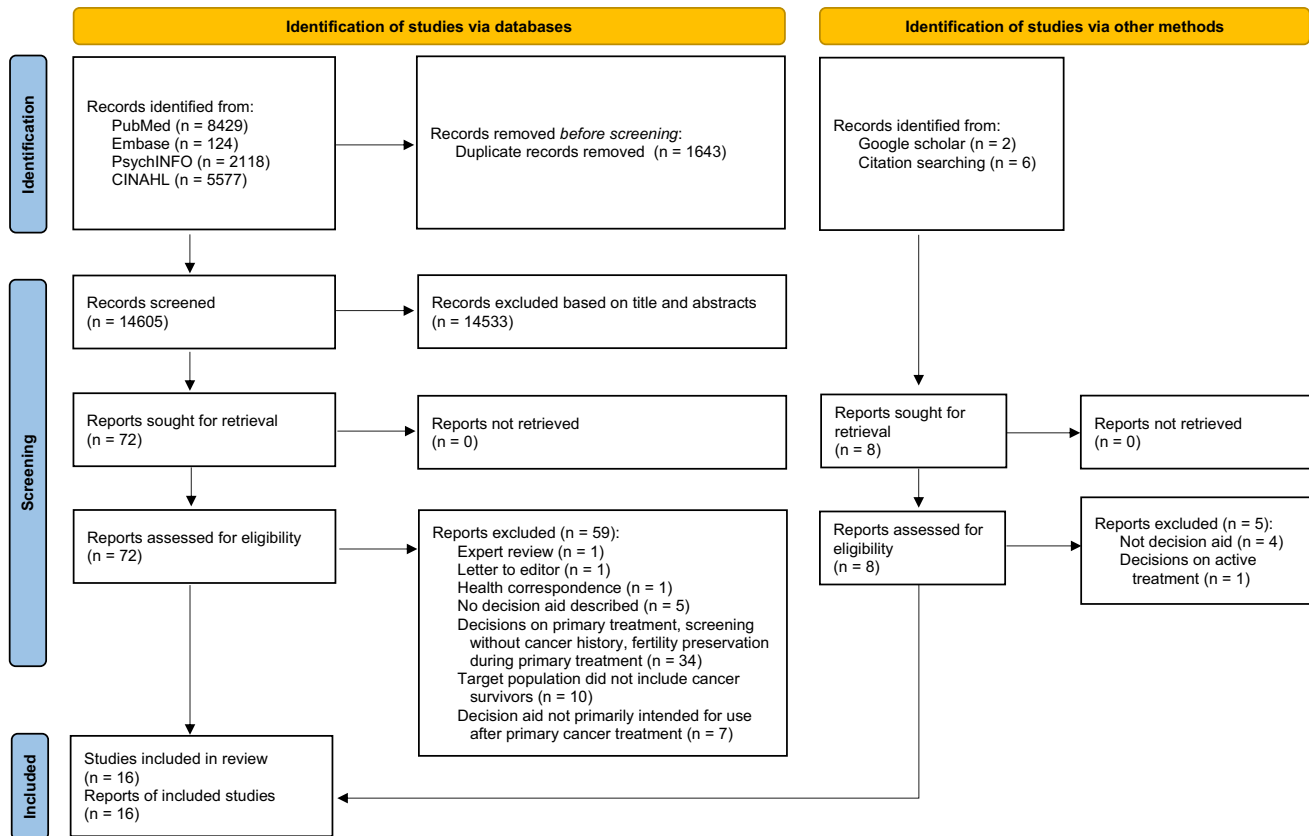 Identification of studies via databases
Identification of studies via other methods
Identification
Records identified from:
PubMed (n = 8429)
Embase (n = 124)
PsychINFO (n = 2118)
CINAHL (n = 5577)
Records removed before screening:
Duplicate records removed (n = 1643)
Records identified from:
Google scholar (n = 2)
Citation searching (n = 6)
Screening
Records screened
(n = 14605)
Records excluded based on title and abstracts
(n = 14533)
Reports sought for retrieval
(n = 72)
Reports not retrieved
(n = 0)
Reports sought for
retrieval
(n = 8)
Reports not retrieved
(n = 0)
Reports assessed for eligibility
(n = 72)
Reports excluded (n = 59):
Expert review (n = 1)
Letter to editor (n = 1)
Health correspondence (n = 1)
No decision aid described (n = 5)
Decisions on primary treatment, screening
without cancer history, fertility preservation
during primary treatment (n = 34)
Target population did not include cancer
survivors (n = 10)
Decision aid not primarily intended for use
after primary cancer treatment (n = 7)
Reports assessed for
eligibility
(n = 8)
Reports excluded (n = 5):
Not decision aid (n = 4)
Decisions on active
treatment (n = 1)
Included
Studies included in review
(n = 16)
Reports of included studies
(n = 16)